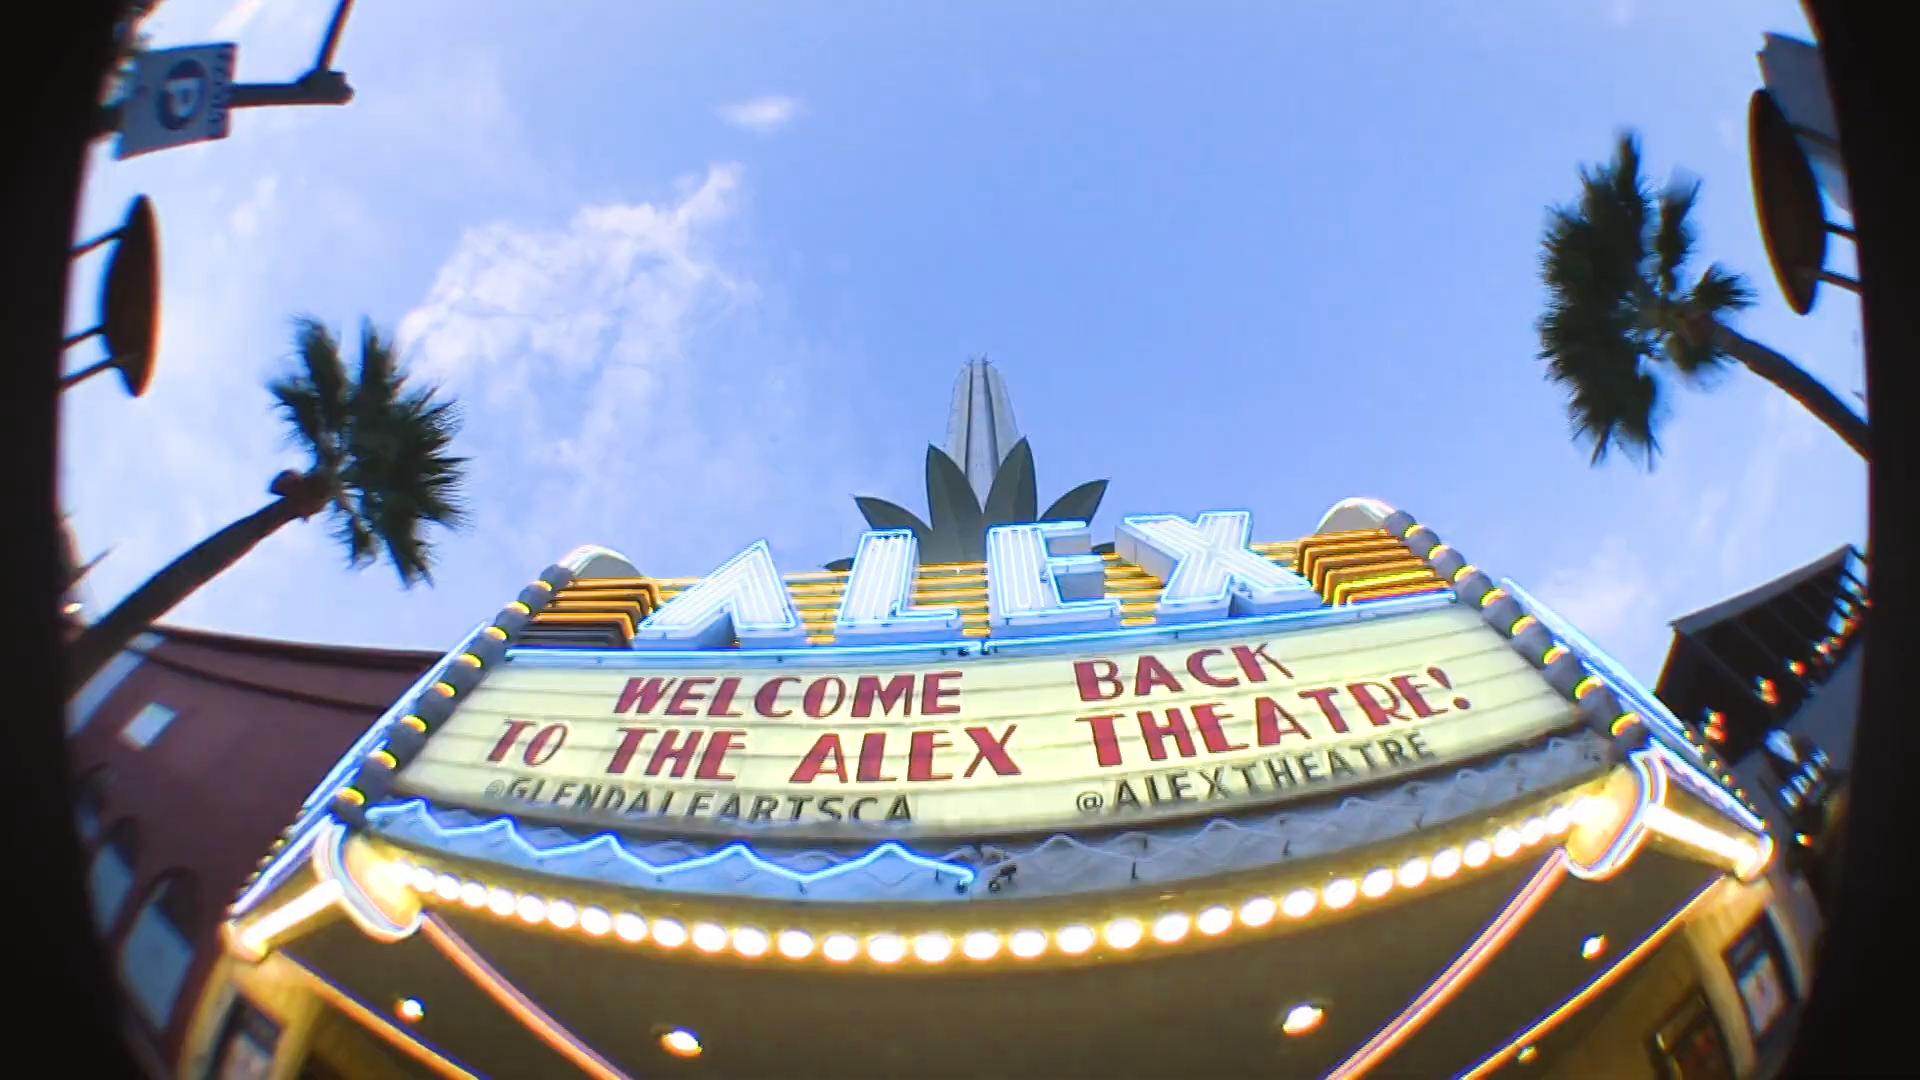 P
ALEX
WELCOME BACK
TO THE ALEX THEATRE!
@GLENDALEARTSCA @ALEXTHEATRE